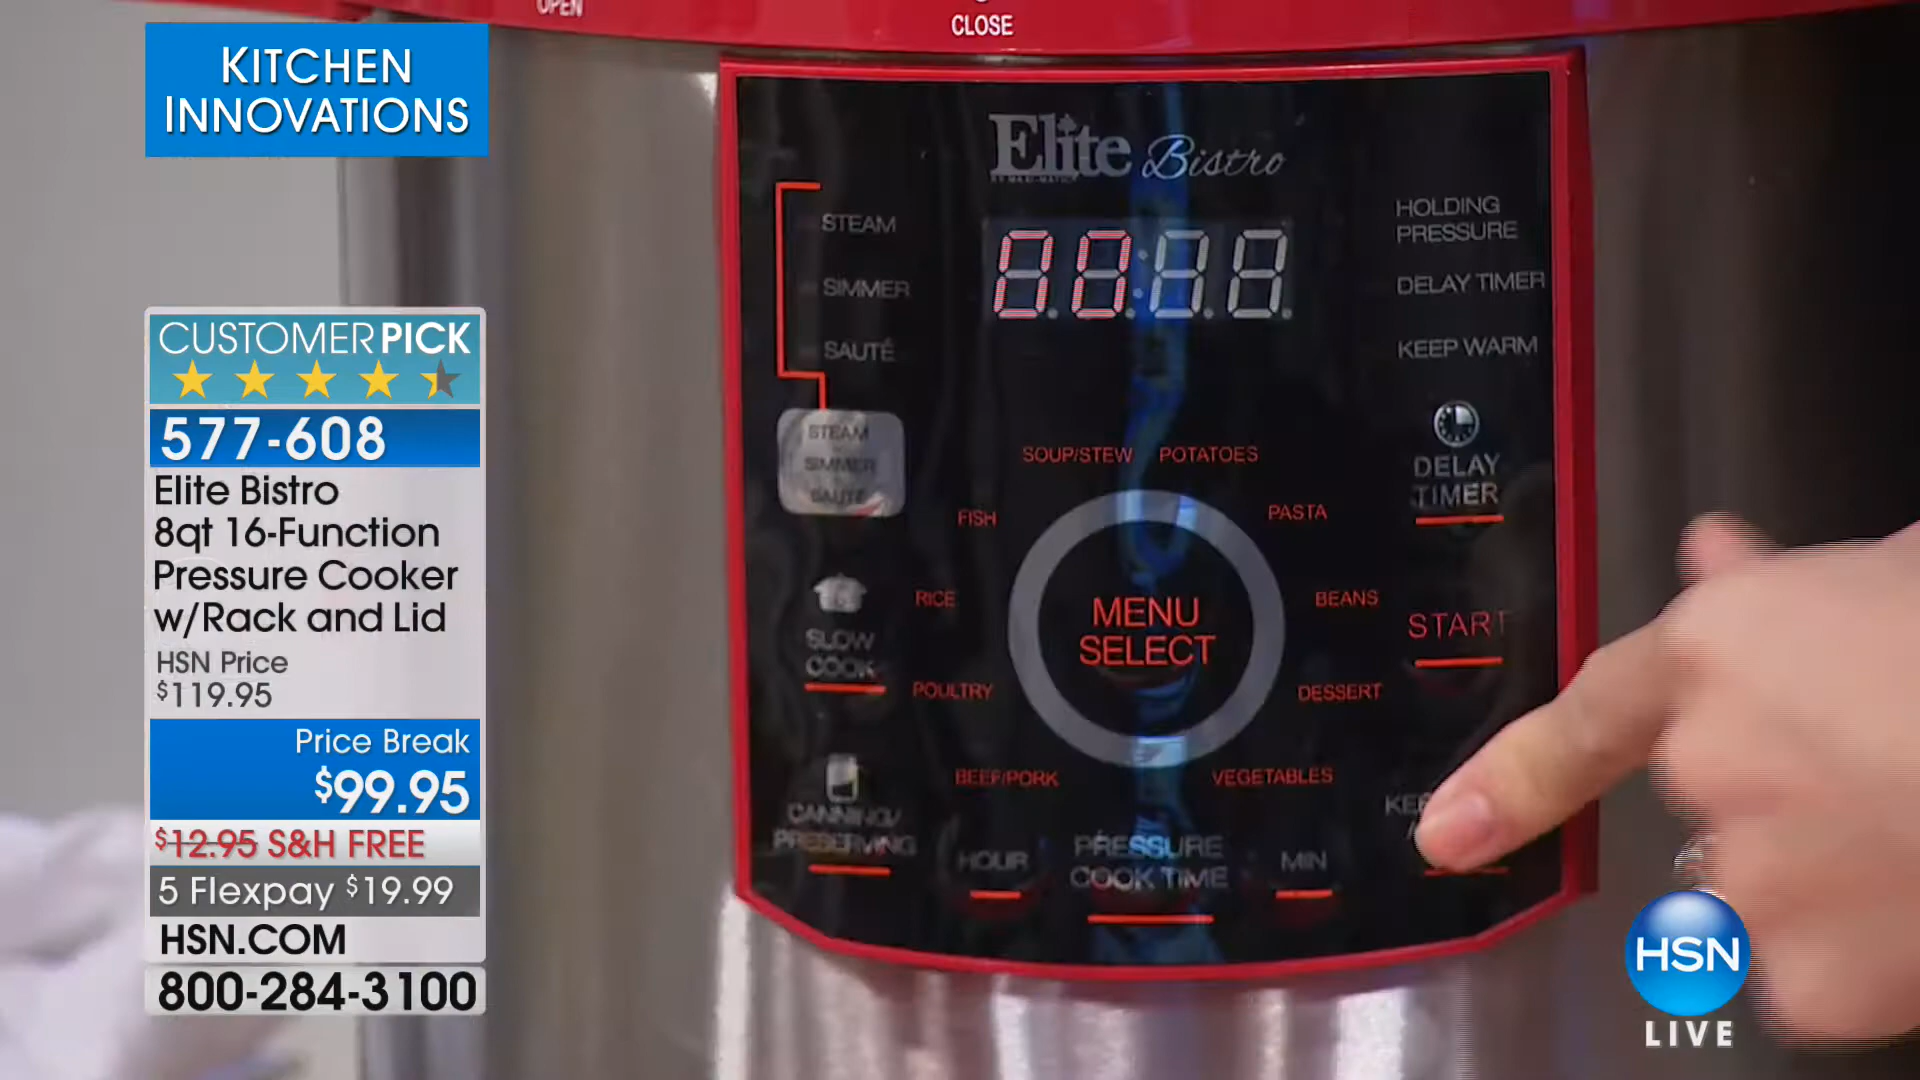 OPEN
CLOSE
KITCHEN
INNOVATIONS
CUSTOMER PICK
577-608
Elite Bistro
8qt 16-Function
Pressure Cooker
w/Rack and Lid
HSN Price
$119.95
Price Break
$99.95
$12.95 S&H FREE
5 Flexpay $19.99
HSN.COM
800-284-3100
Elite Bistro
STEAM
SIMMER
SAUTÉ
HOLDING
PRESSURE
DELAY TIMER
KEEP WARM
STEAM
SIMMER
SAUTÉ
DELAY
TIMER
SOUP/STEW
POTATOES
FISH
PASTA
RICE
BEANS
MENU
SELECT
START
SLOW
COOK
POULTRY
DESSERT
BEEF/PORK
VEGETABLES
CANNING/
PRESERVING
HOUR
PRESSURE
COOK TIME
MIN
HSN
LIVE